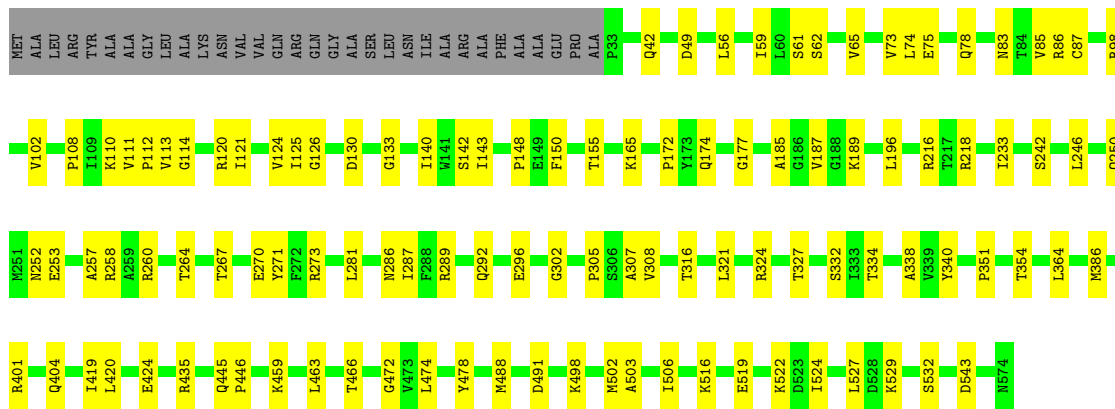 MET ALA LEU ARG TYR ALA ALA GLY LEU ALA LYS ASN VAL VAL GLN ARG GLN GLY ALA SER LEU ASN ILE ALA ARG ALA PHE ALA ALA GLU PRO ALA P33 Q42 D49 L56 I59 L60 S61 S62 V65 V73 L74 E75 Q78 N83 T84 V85 R86 C87
V102 P108 I109 K110 V111 P112 V113 G114 R120 I121 V124 I125 G126 D130 G133 I140 W141 S142 I143 P148 E149 F150 T155 K165 P172 Y173 Q174 G177 A185 G186 V187 G188 K189 L196 R216 T217 R218 I233 S242 L246
M251 N252 E253 A257 R258 A259 R260 T264 T267 E270 Y271 F272 R273 L281 N286 I287 F288 R289 Q292 E296 G302 P305 S306 A307 V308 T316 L321 R324 T327 S332 I333 T334 A338 V339 Y340 P351 T354 L364 M386
R401 Q404 I419 L420 E424 R435 Q445 P446 K459 L463 T466 G472 V473 L474 Y478 M488 D491 K498 M502 A503 I506 K516 E519 K522 D523 I524 L527 D528 K529 S532 D543 N574